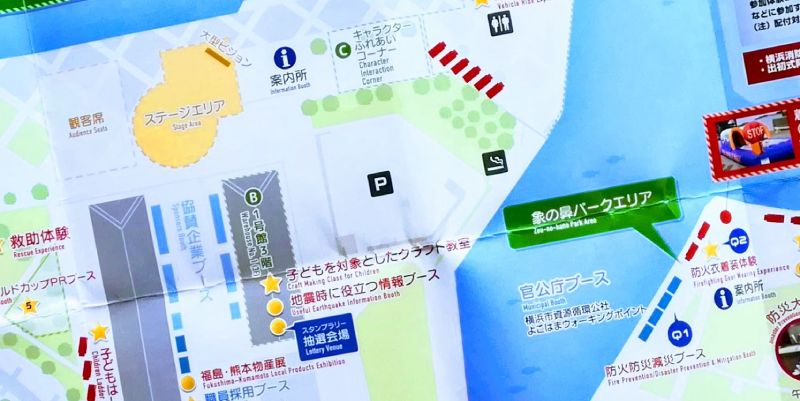 Vehicle Ride Exp
参加体験
などに参加す
(注) 配付対
・横浜消防
・出初式
大型ビジョン
案内所
Information Booth
C
キャラクター
ふれあい
コーナー
Character
Interaction
Corner
観客席
Audience Seats
ステージエリア
Stage Area
P
STOP
協賛企業ブース
Sponsors Booth
B
1号館3階
象の鼻パークエリア
Zou-no-hana Park Area
救助体験
Rescue Experience
ルドカップPRブース
5
子どもを対象としたクラフト教室
Craft Making Class for Children
地震時に役立つ情報ブース
Useful Earthquake Information Booth
スタンプラリー
抽選会場
Lottery Venue
官公庁ブース
Municipal Booth
横浜市資源循環公社
よこはまウォーキングポイント
Q2
防火衣着装体験
Firefighting Gear Wearing Experience
案内所
Information Booth
Q1
防火防災減災ブース
Fire Prevention/Disaster Prevention & Mitigation Booth
防災
子どもは
Children Ladder
福島・熊本物産展
Fukushima-Kumamoto Local Products Exhibition
職員採用ブース